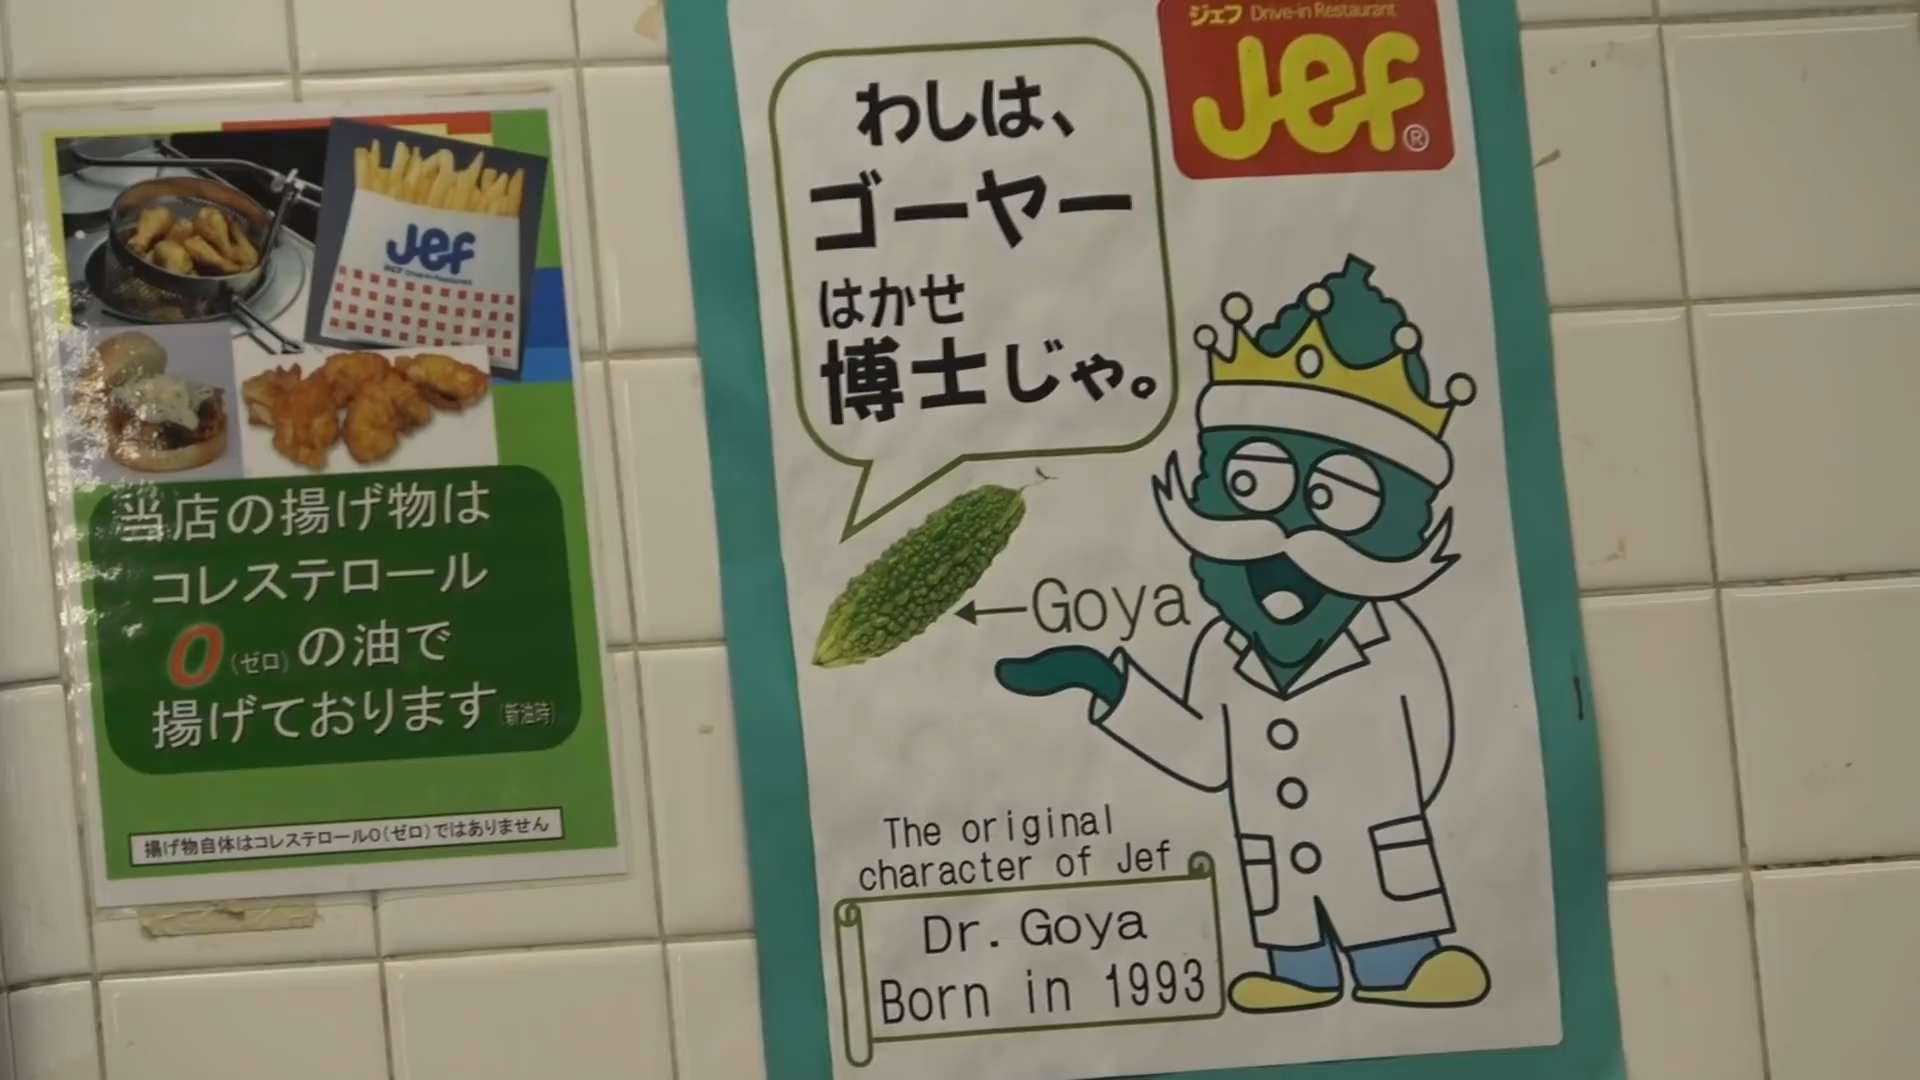 Jef
当店の揚げ物は
コレステロール
0（ゼロ）の油で
揚げております（新油時）
揚げ物自体はコレステロール0（ゼロ）ではありません
ジェフ Drive-in Restaurant
Jef®
わしは、
ゴーヤー
はかせ
博士じゃ。
←Goya
The original
character of Jef
Dr. Goya
Born in 1993